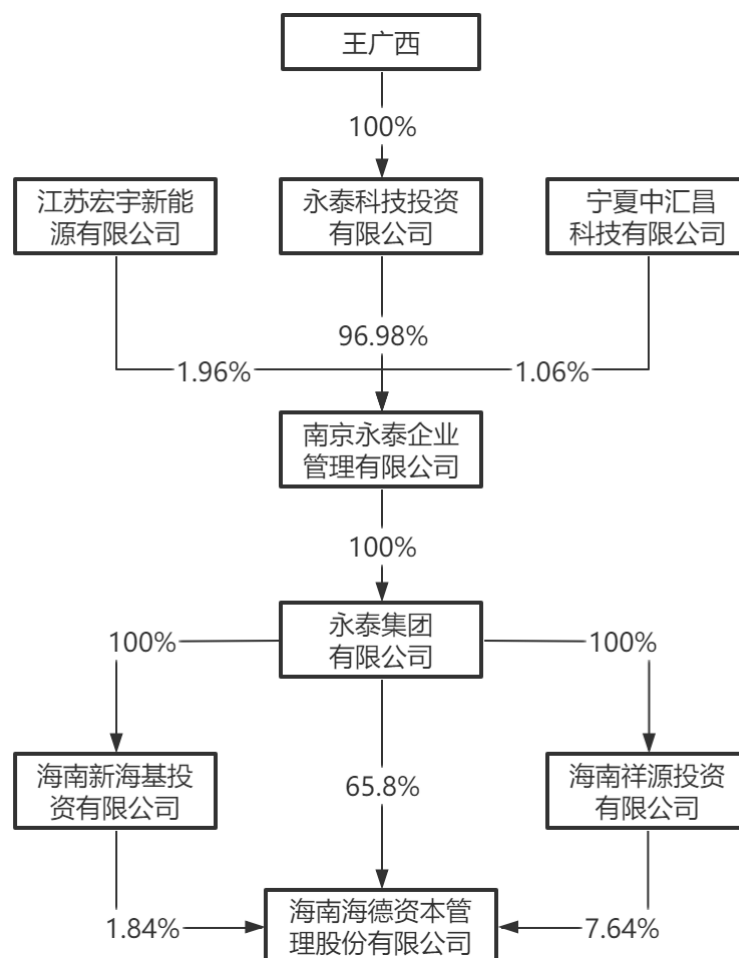 王广西
100%
江苏宏宇新能
源有限公司
永泰科技投资
有限公司
宁夏中汇昌
科技有限公司
96.98%
1.96%
1.06%
南京永泰企业
管理有限公司
100%
永泰集团
有限公司
100%
100%
海南新海基投
资有限公司
65.8%
海南祥源投资
有限公司
1.84%
海南海德资本管
理股份有限公司
7.64%